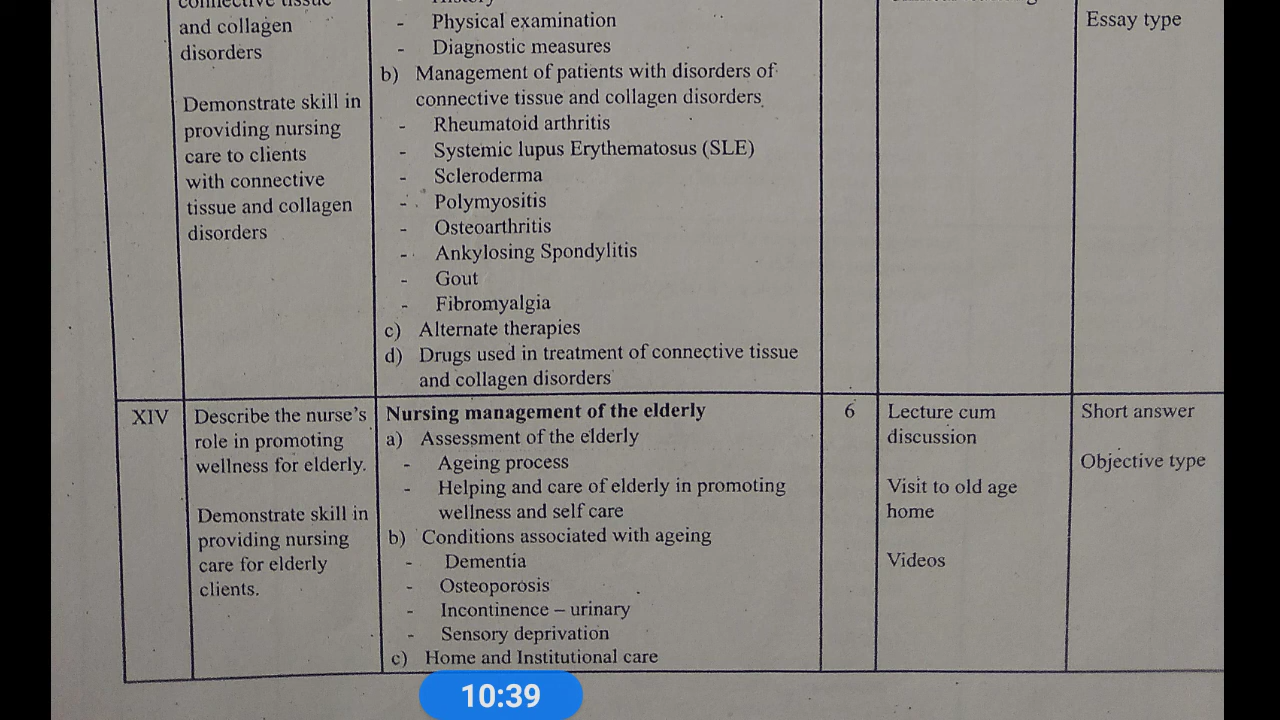 and collagen
disorders
Demonstrate skill in
providing nursing
care to clients
with connective
tissue and collagen
disorders
- Physical examination
- Diagnostic measures
b) Management of patients with disorders of
connective tissue and collagen disorders
- Rheumatoid arthritis
- Systemic lupus Erythematosus (SLE)
- Scleroderma
- Polymyositis
- Osteoarthritis
- Ankylosing Spondylitis
- Gout
- Fibromyalgia
c) Alternate therapies
d) Drugs used in treatment of connective tissue
and collagen disorders
Essay type
XIV
Describe the nurse's
role in promoting
wellness for elderly.
Demonstrate skill in
providing nursing
care for elderly
clients.
Nursing management of the elderly
a) Assessment of the elderly
- Ageing process
- Helping and care of elderly in promoting
wellness and self care
b) Conditions associated with ageing
- Dementia
- Osteoporosis
- Incontinence – urinary
- Sensory deprivation
c) Home and Institutional care
6
Lecture cum
discussion
Visit to old age
home
Videos
Short answer
Objective type
10:39